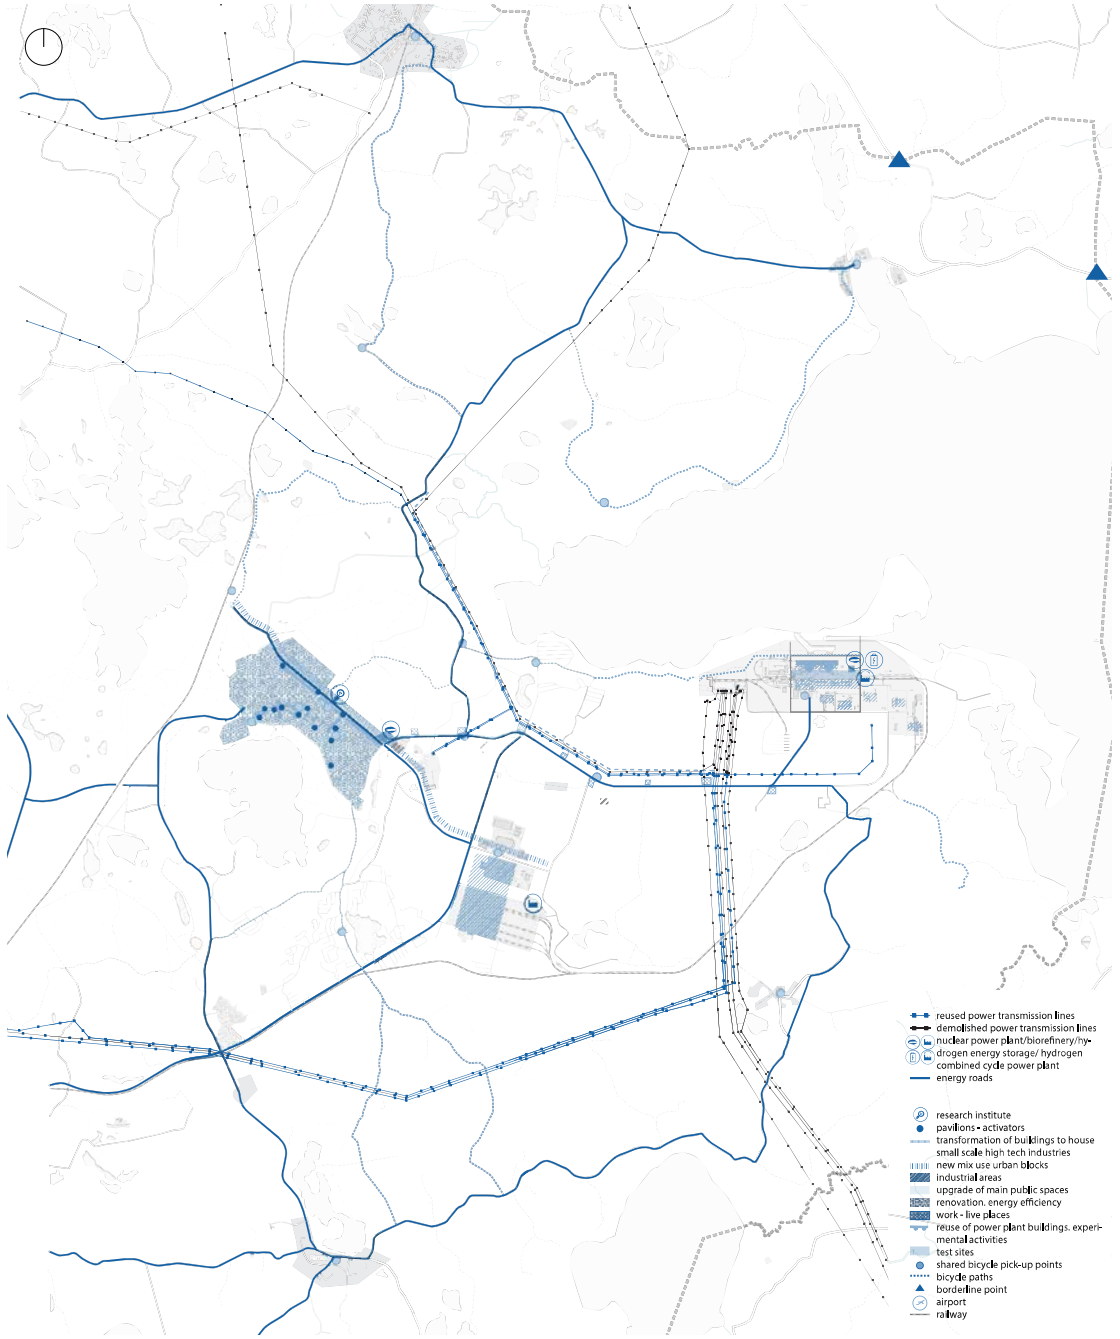 reused power transmission lines
demolished power transmission lines
nuclear power plant/biorefinery/hy-
drogen energy storage/ hydrogen
combined cycle power plant
energy roads
research institute
pavilions - activators
transformation of buildings to house
small scale high tech industries
new mix use urban blocks
industrial areas
upgrade of main public spaces
renovation. energy efficiency
work - live places
reuse of power plant buildings. experi-
mental activities
test sites
shared bicycle pick-up points
bicycle paths
borderline point
airport
railway